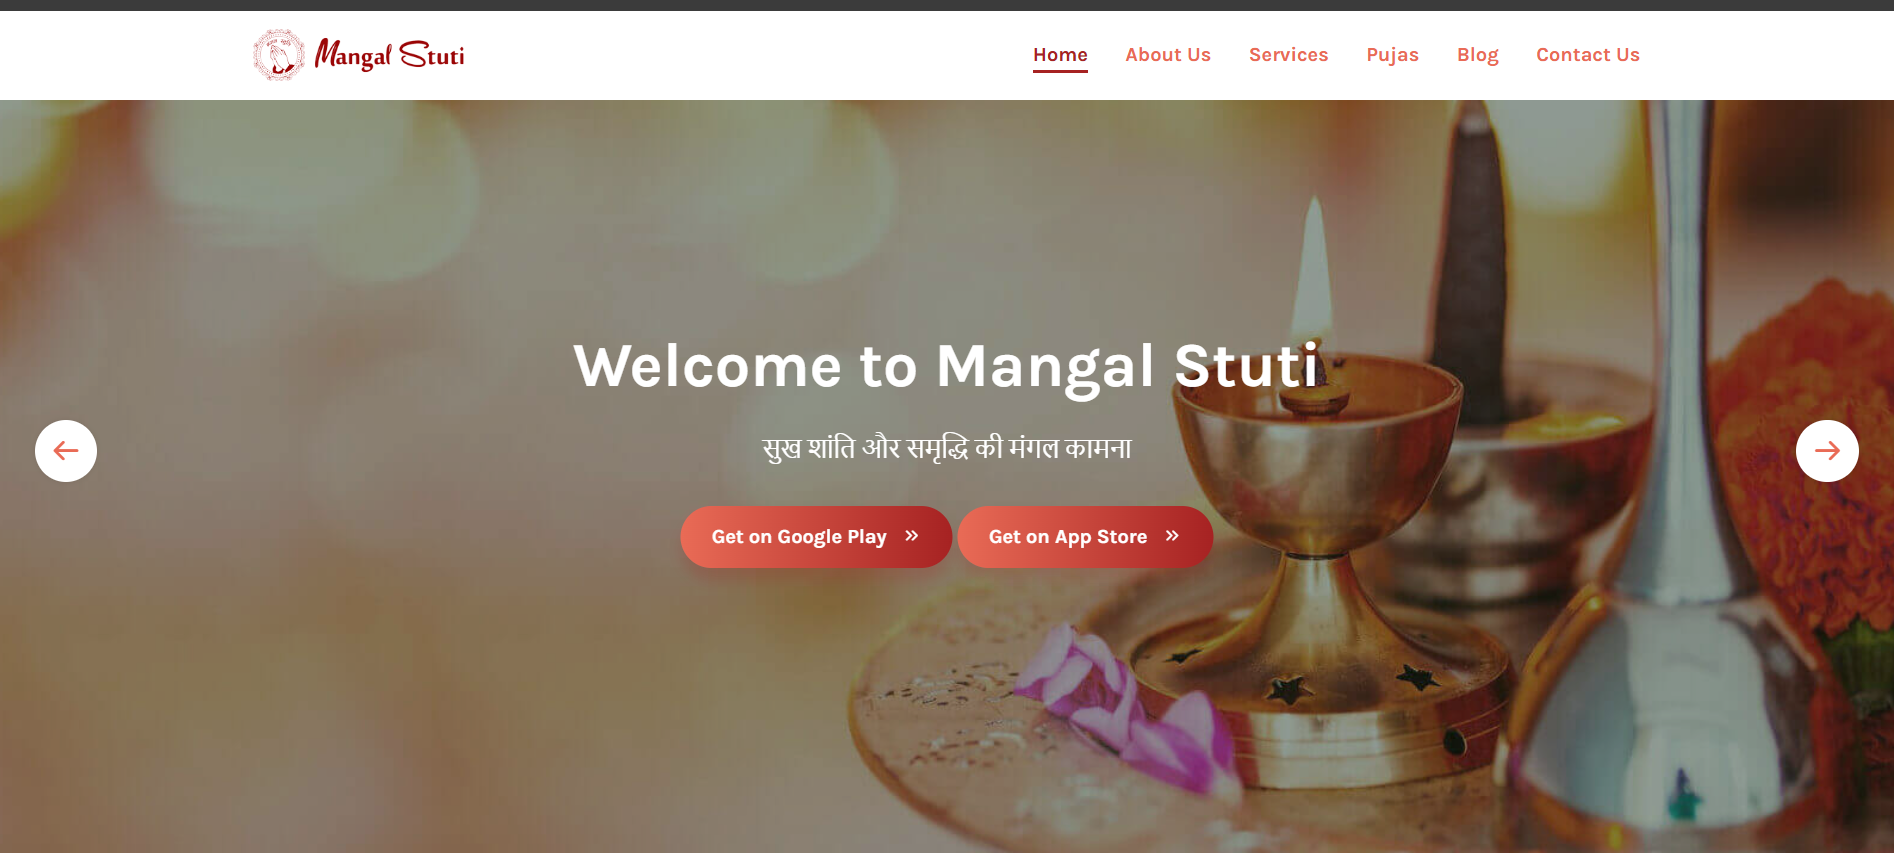 Mangal Stuti
Home
About Us
Services
Pujas
Blog
Contact Us
Welcome to Mangal Stuti
सुख शांति और समृद्धि की मंगल कामना
Get on Google Play »
Get on App Store »